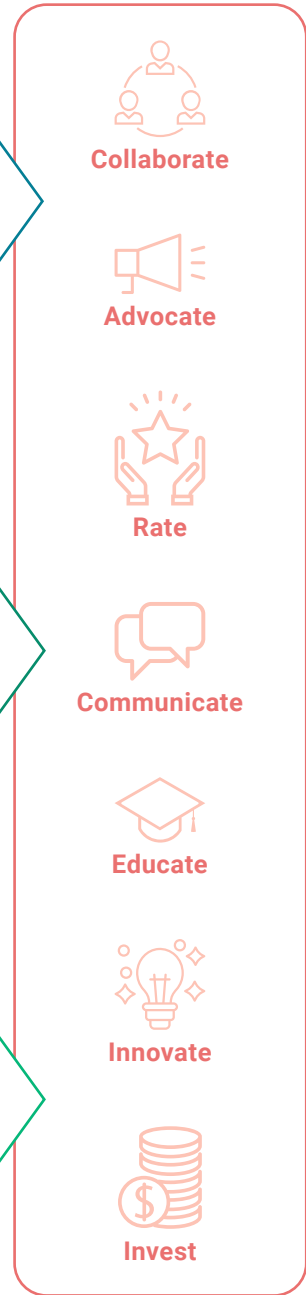 Collaborate
Advocate
Rate
Communicate
Educate
Innovate
$
Invest